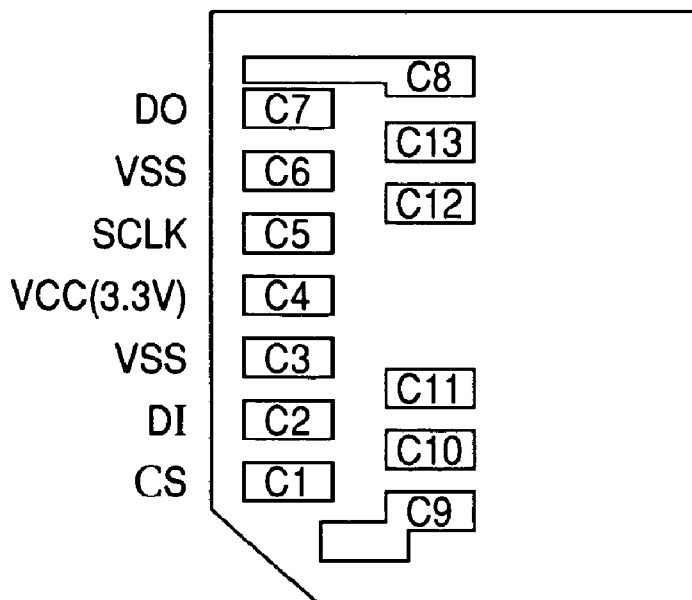 C8
DO C7
C13
VSS C6
C12
SCLK C5
VCC(3.3V) C4
VSS C3
C11
DI C2
C10
CS C1
C9